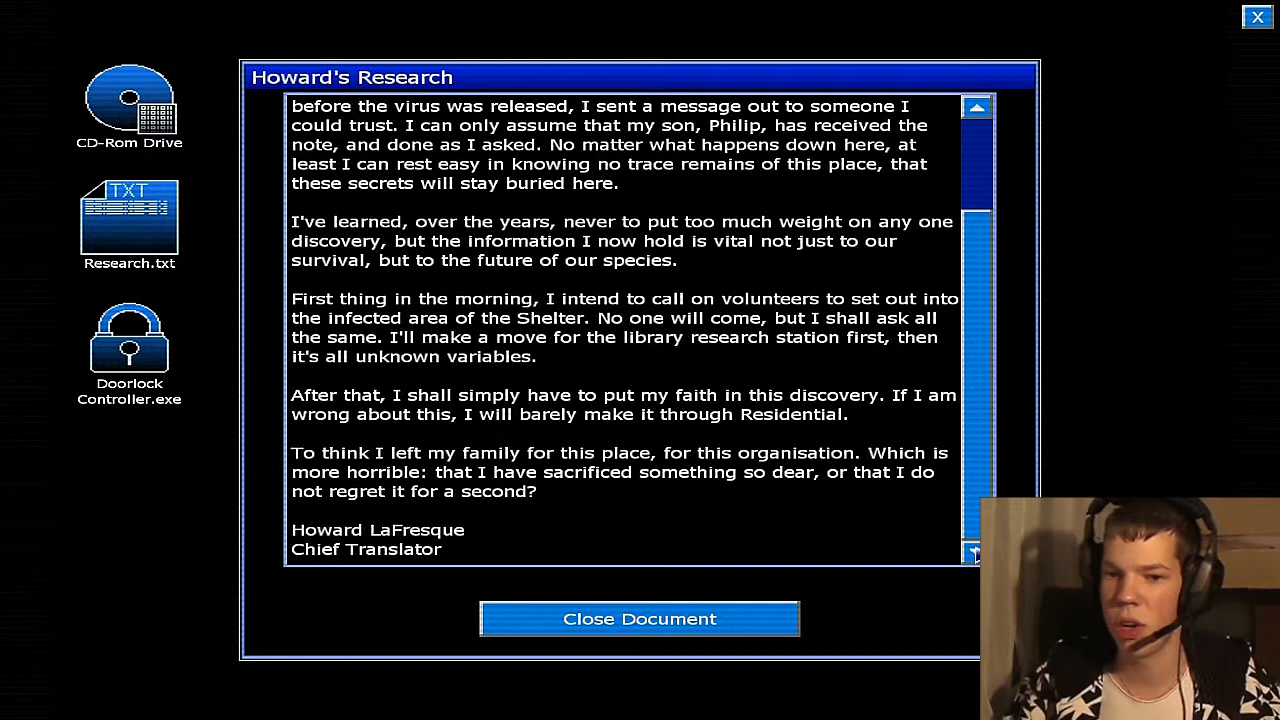 X
Howard's Research
CD-Rom Drive
TXT
Research.txt
Doorlock
Controller.exe
before the virus was released, I sent a message out to someone I
could trust. I can only assume that my son, Philip, has received the
note, and done as I asked. No matter what happens down here, at
least I can rest easy in knowing no trace remains of this place, that
these secrets will stay buried here.
I've learned, over the years, never to put too much weight on any one
discovery, but the information I now hold is vital not just to our
survival, but to the future of our species.
First thing in the morning, I intend to call on volunteers to set out into
the infected area of the Shelter. No one will come, but I shall ask all
the same. I'll make a move for the library research station first, then
it's all unknown variables.
After that, I shall simply have to put my faith in this discovery. If I am
wrong about this, I will barely make it through Residential.
To think I left my family for this place, for this organisation. Which is
more horrible: that I have sacrificed something so dear, or that I do
not regret it for a second?
Howard LaFresque
Chief Translator
Close Document